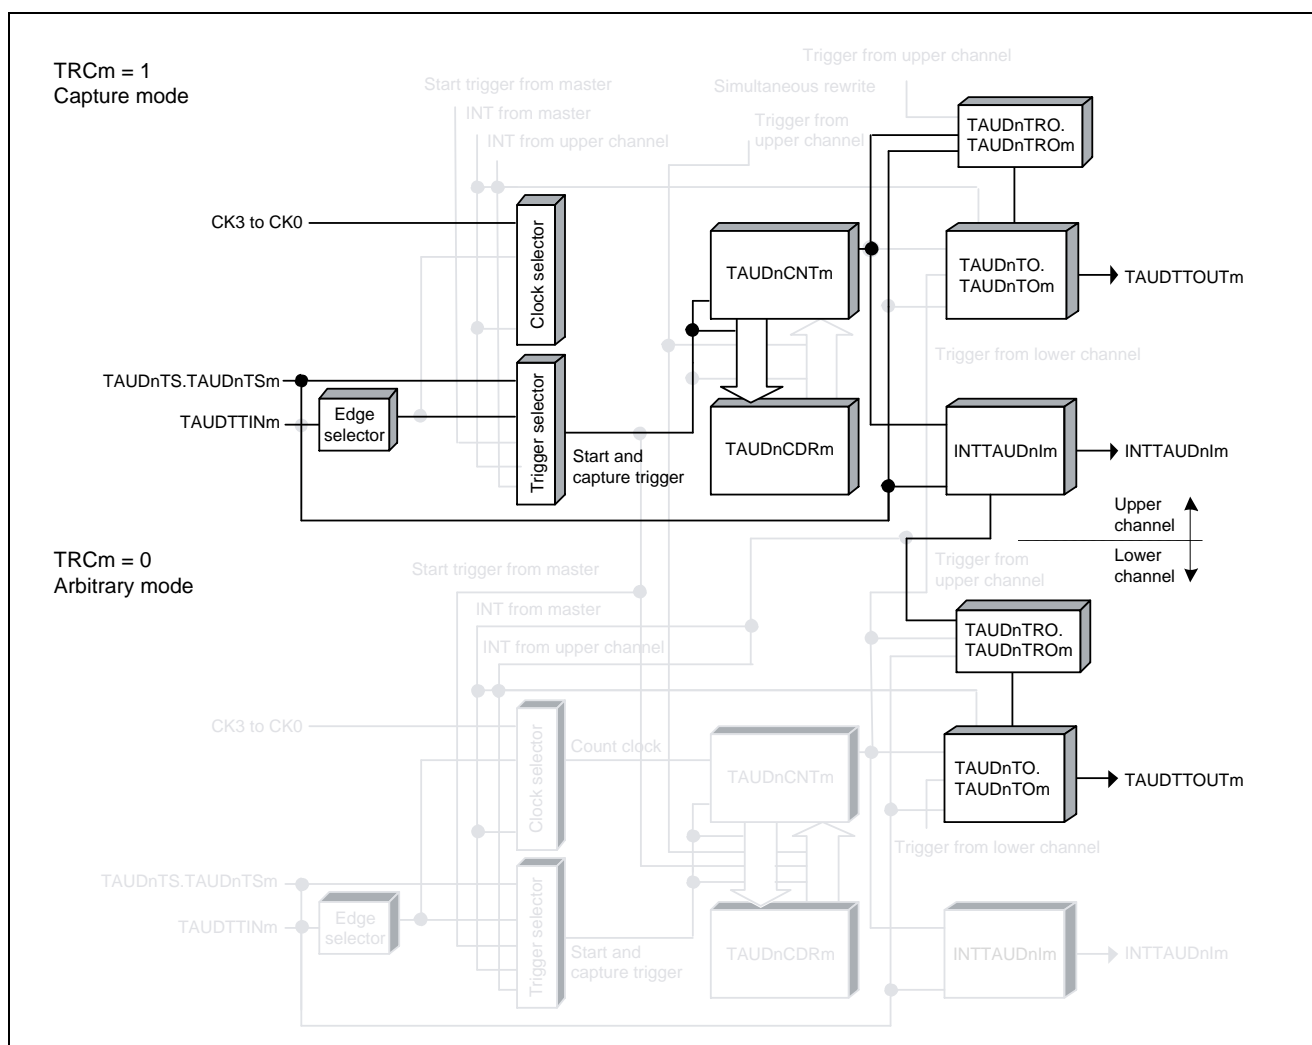 TRCm = 1
Capture mode
Trigger from upper channel
Start trigger from master
Simultaneous rewrite
INT from master
Trigger from
upper channel
INT from upper channel
TAUDnTRO.
TAUDnTROm
CK3 to CK0
Clock selector
TAUDnCNTm
TAUDnTO.
TAUDnTOm
TAUDTTOUTm
Trigger from lower channel
TAUDnTS.TAUDnTSm
TAUDTTINm
Edge
selector
Trigger selector
Start and
capture trigger
TAUDnCDRm
INTTAUDnIm
INTTAUDnIm
Upper
channel
Lower
channel
TRCm = 0
Arbitrary mode
Start trigger from master
Trigger from
upper channel
INT from master
INT from upper channel
TAUDnTRO.
TAUDnTROm
CK3 to CK0
Clock selector
Count clock
TAUDnCNTm
TAUDnTO.
TAUDnTOm
TAUDTTOUTm
Trigger from lower channel
TAUDnTS.TAUDnTSm
TAUDTTINm
Edge
selector
Trigger selector
Start and
capture trigger
TAUDnCDRm
INTTAUDnIm
INTTAUDnIm